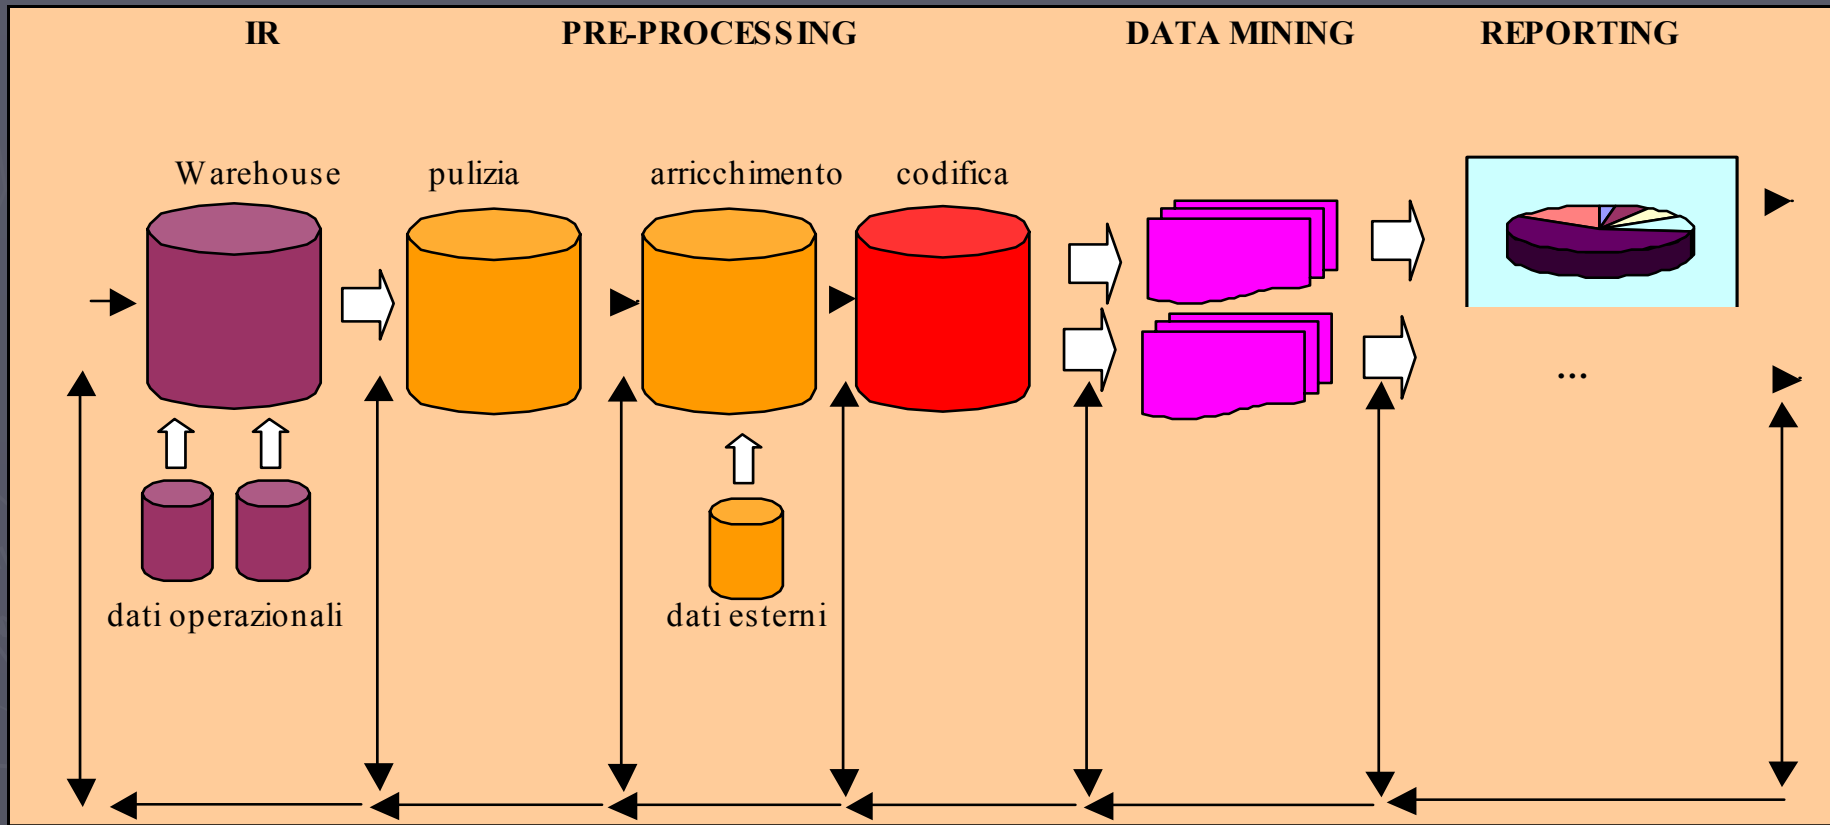 IR PRE-PROCESSING DATA MINING REPORTING
Warehouse pulizia arricchimento codifica
...
dati operazionali dati esterni